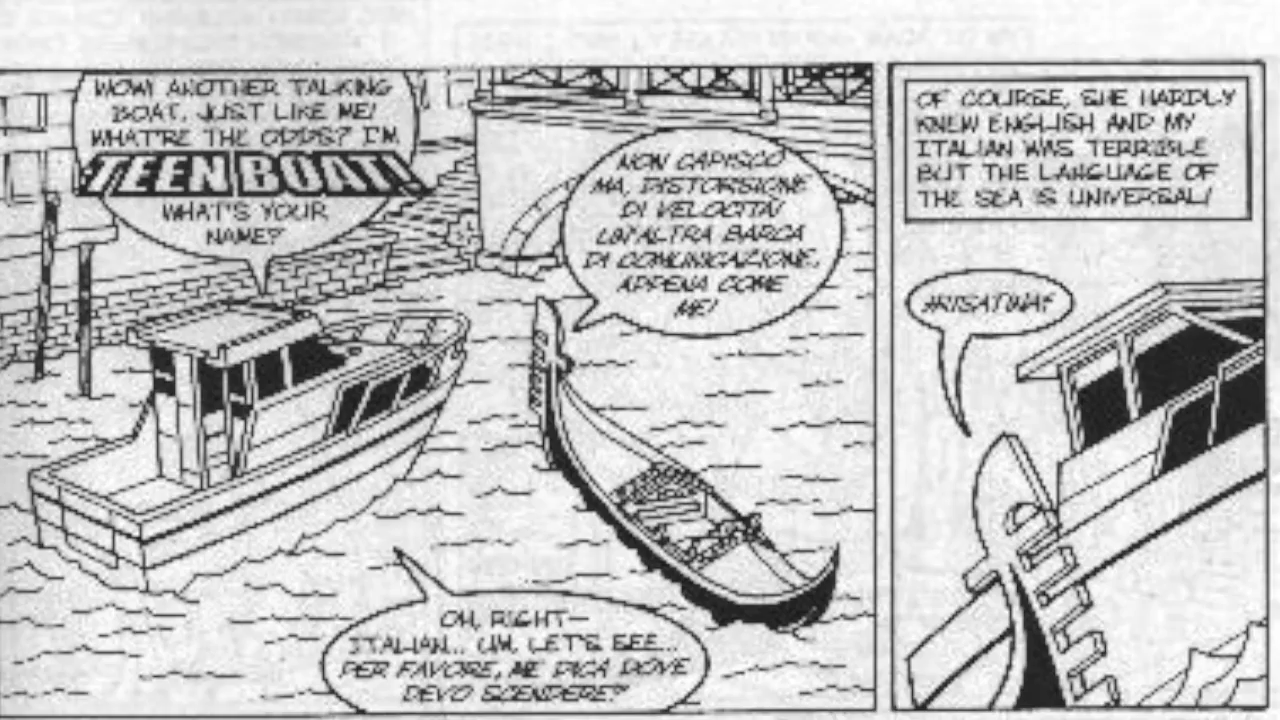 WOW! ANOTHER TALKING
BOAT, JUST LIKE ME!
WHAT'RE THE ODDS? I'M
TEEN BOAT!
WHAT'S YOUR
NAME?
NON CAPISCO
MA, DISTORSIONE
DI VELOCITA!
UN'ALTRA BARCA
DI COMUNICAZIONE,
APPENA COME
ME!
OH, RIGHT—
ITALIAN... UM, LET'S SEE...
PER FAVORE, ME DICA DOVE
DEVO SCENDERE?
OF COURSE, SHE HARDLY
KNEW ENGLISH AND MY
ITALIAN WAS TERRIBLE
BUT THE LANGUAGE OF
THE SEA IS UNIVERSAL!
*RISATINA*